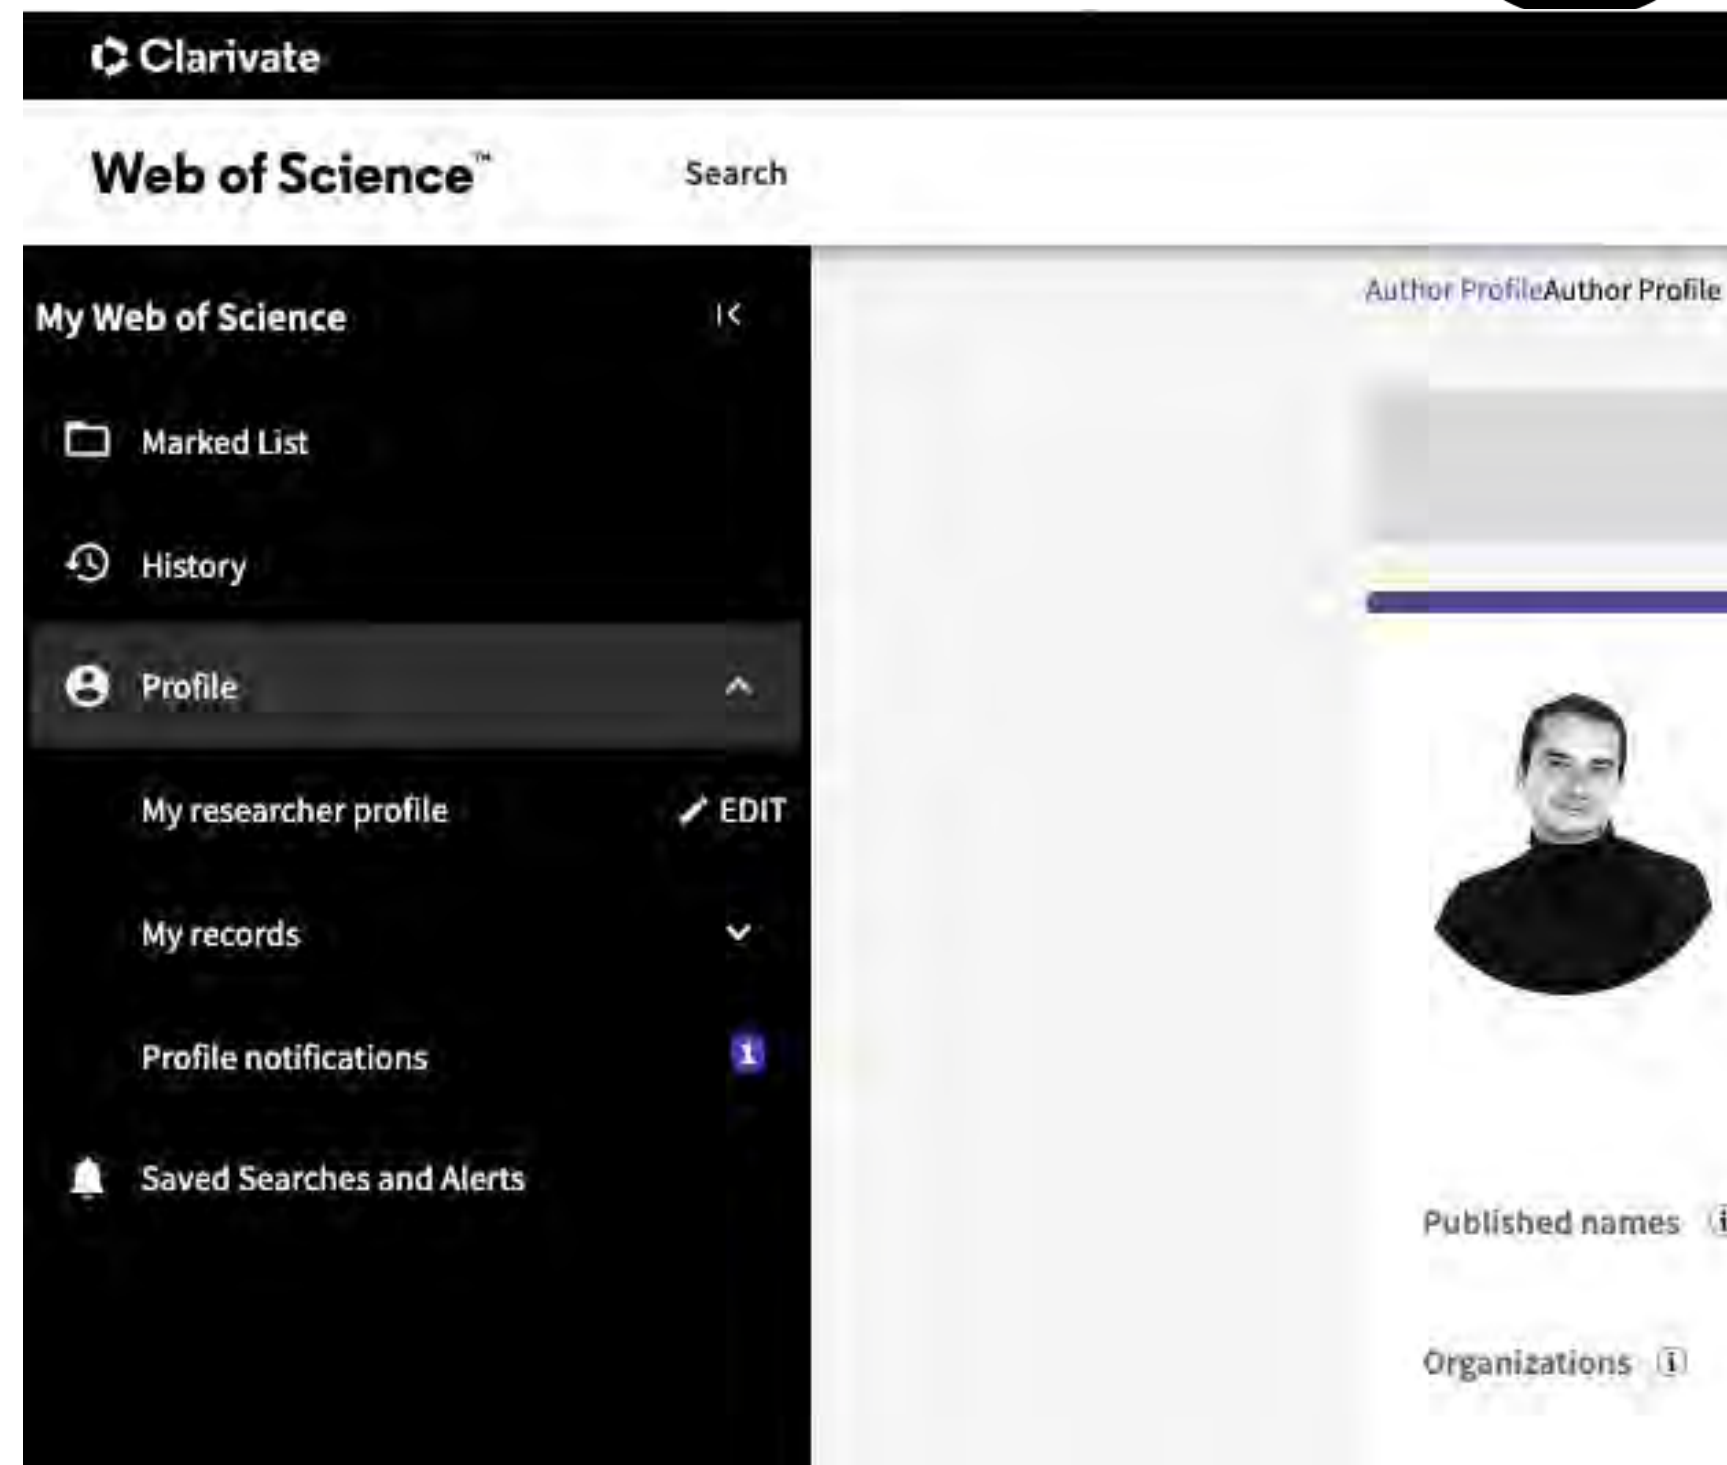 Clarivate
Web of Science™
Search
My Web of Science
Marked List
History
Profile
My researcher profile
EDIT
My records
Profile notifications
1
Saved Searches and Alerts
Author ProfileAuthor Profile
Published names
Organizations